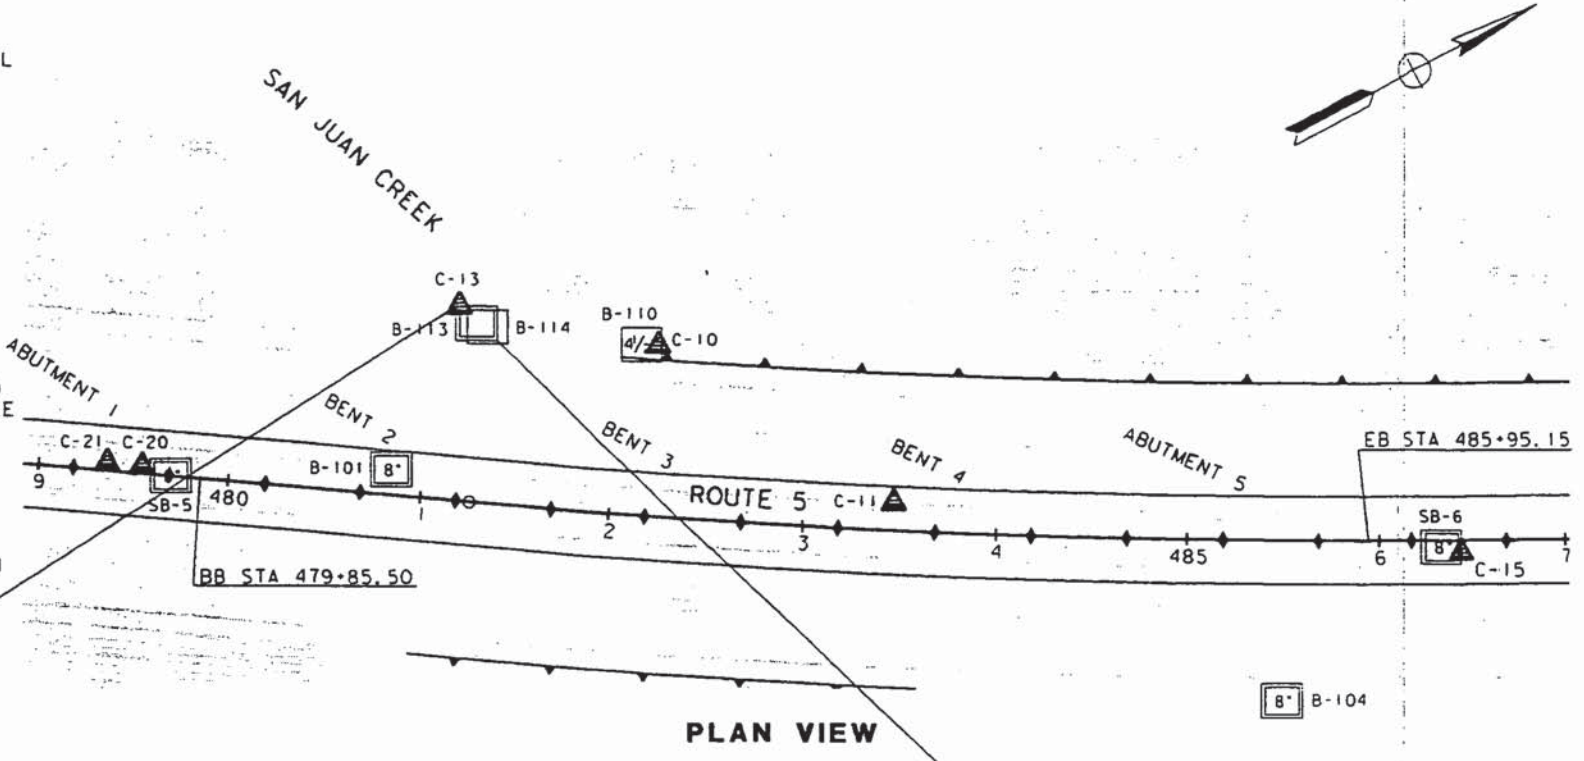 L
SAN JUAN CREEK
C-13
B-113
B-114
B-110
C-10
ABUTMENT 1
E
BENT 2
BENT 3
BENT 4
ABUTMENT 5
EB STA 485+95.15
C-21
C-20
B-101
8"
9
SB-5
480
1
ROUTE 5
C-11
2
3
4
485
6
SB-6
8"
C-15
7
BB STA 479+85.50
8"
B-104
PLAN VIEW